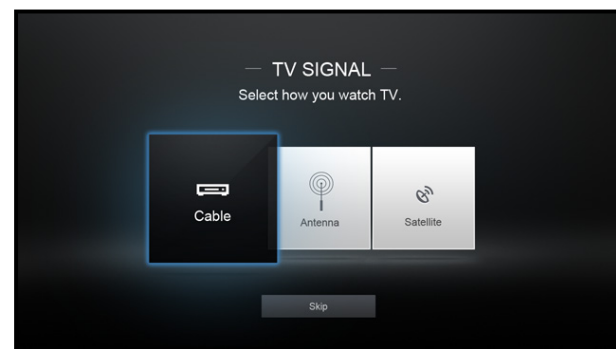 TV SIGNAL
Select how you watch TV.
Cable
Antenna
Satellite
Skip